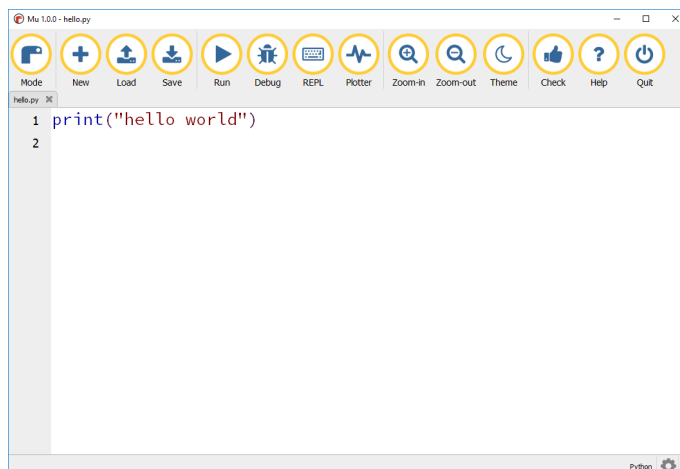 Mu 1.0.0 - hello.py
Mode New Load Save Run Debug REPL Plotter Zoom-in Zoom-out Theme Check Help Quit
hello.py
1 print("hello world")
2
Python